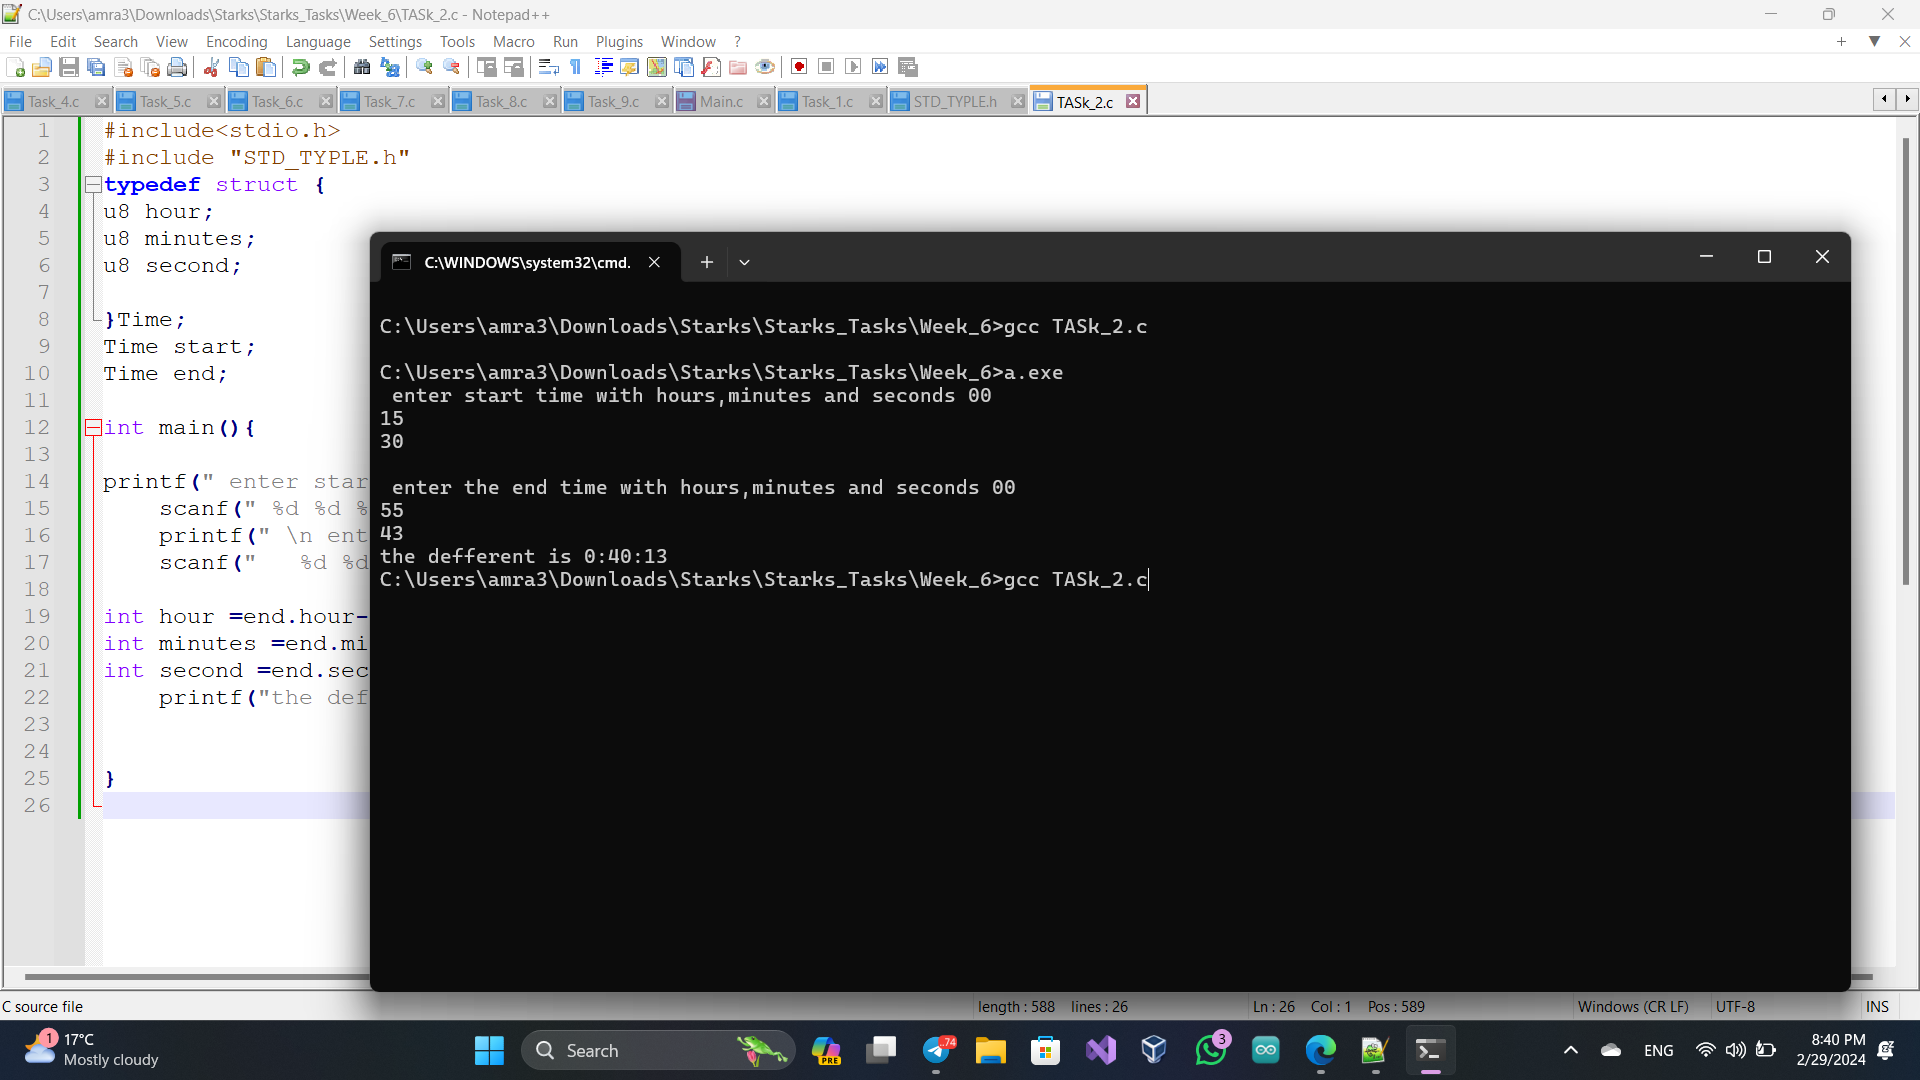 C:\Users\amra3\Downloads\Starks\Starks_Tasks\Week_6\TASk_2.c - Notepad++
File Edit Search View Encoding Language Settings Tools Macro Run Plugins Window ?
Task_4.c Task_5.c Task_6.c Task_7.c Task_8.c Task_9.c Main.c Task_1.c STD_TYPLE.h TASk_2.c
1 #include<stdio.h>
2 #include "STD_TYPLE.h"
3 typedef struct {
4 u8 hour;
5 u8 minutes;
6 u8 second;
7
8 }Time;
9 Time start;
10 Time end;
11
12 int main(){
13
14 printf(" enter star
15 scanf(" %d %d %
16 printf(" \n ent
17 scanf("   %d %d
18
19 int hour =end.hour-
20 int minutes =end.mi
21 int second =end.sec
22 printf("the def
23
24
25 }
26
C:\WINDOWS\system32\cmd.
C:\Users\amra3\Downloads\Starks\Starks_Tasks\Week_6>gcc TASk_2.c
C:\Users\amra3\Downloads\Starks\Starks_Tasks\Week_6>a.exe
enter start time with hours,minutes and seconds 00
15
30
enter the end time with hours,minutes and seconds 00
55
43
the defferent is 0:40:13
C:\Users\amra3\Downloads\Starks\Starks_Tasks\Week_6>gcc TASk_2.c
C source file length : 588 lines : 26 Ln : 26 Col : 1 Pos : 589 Windows (CR LF) UTF-8 INS
1 17°C
Mostly cloudy
Search
PRE
74
3
ENG
8:40 PM
2/29/2024